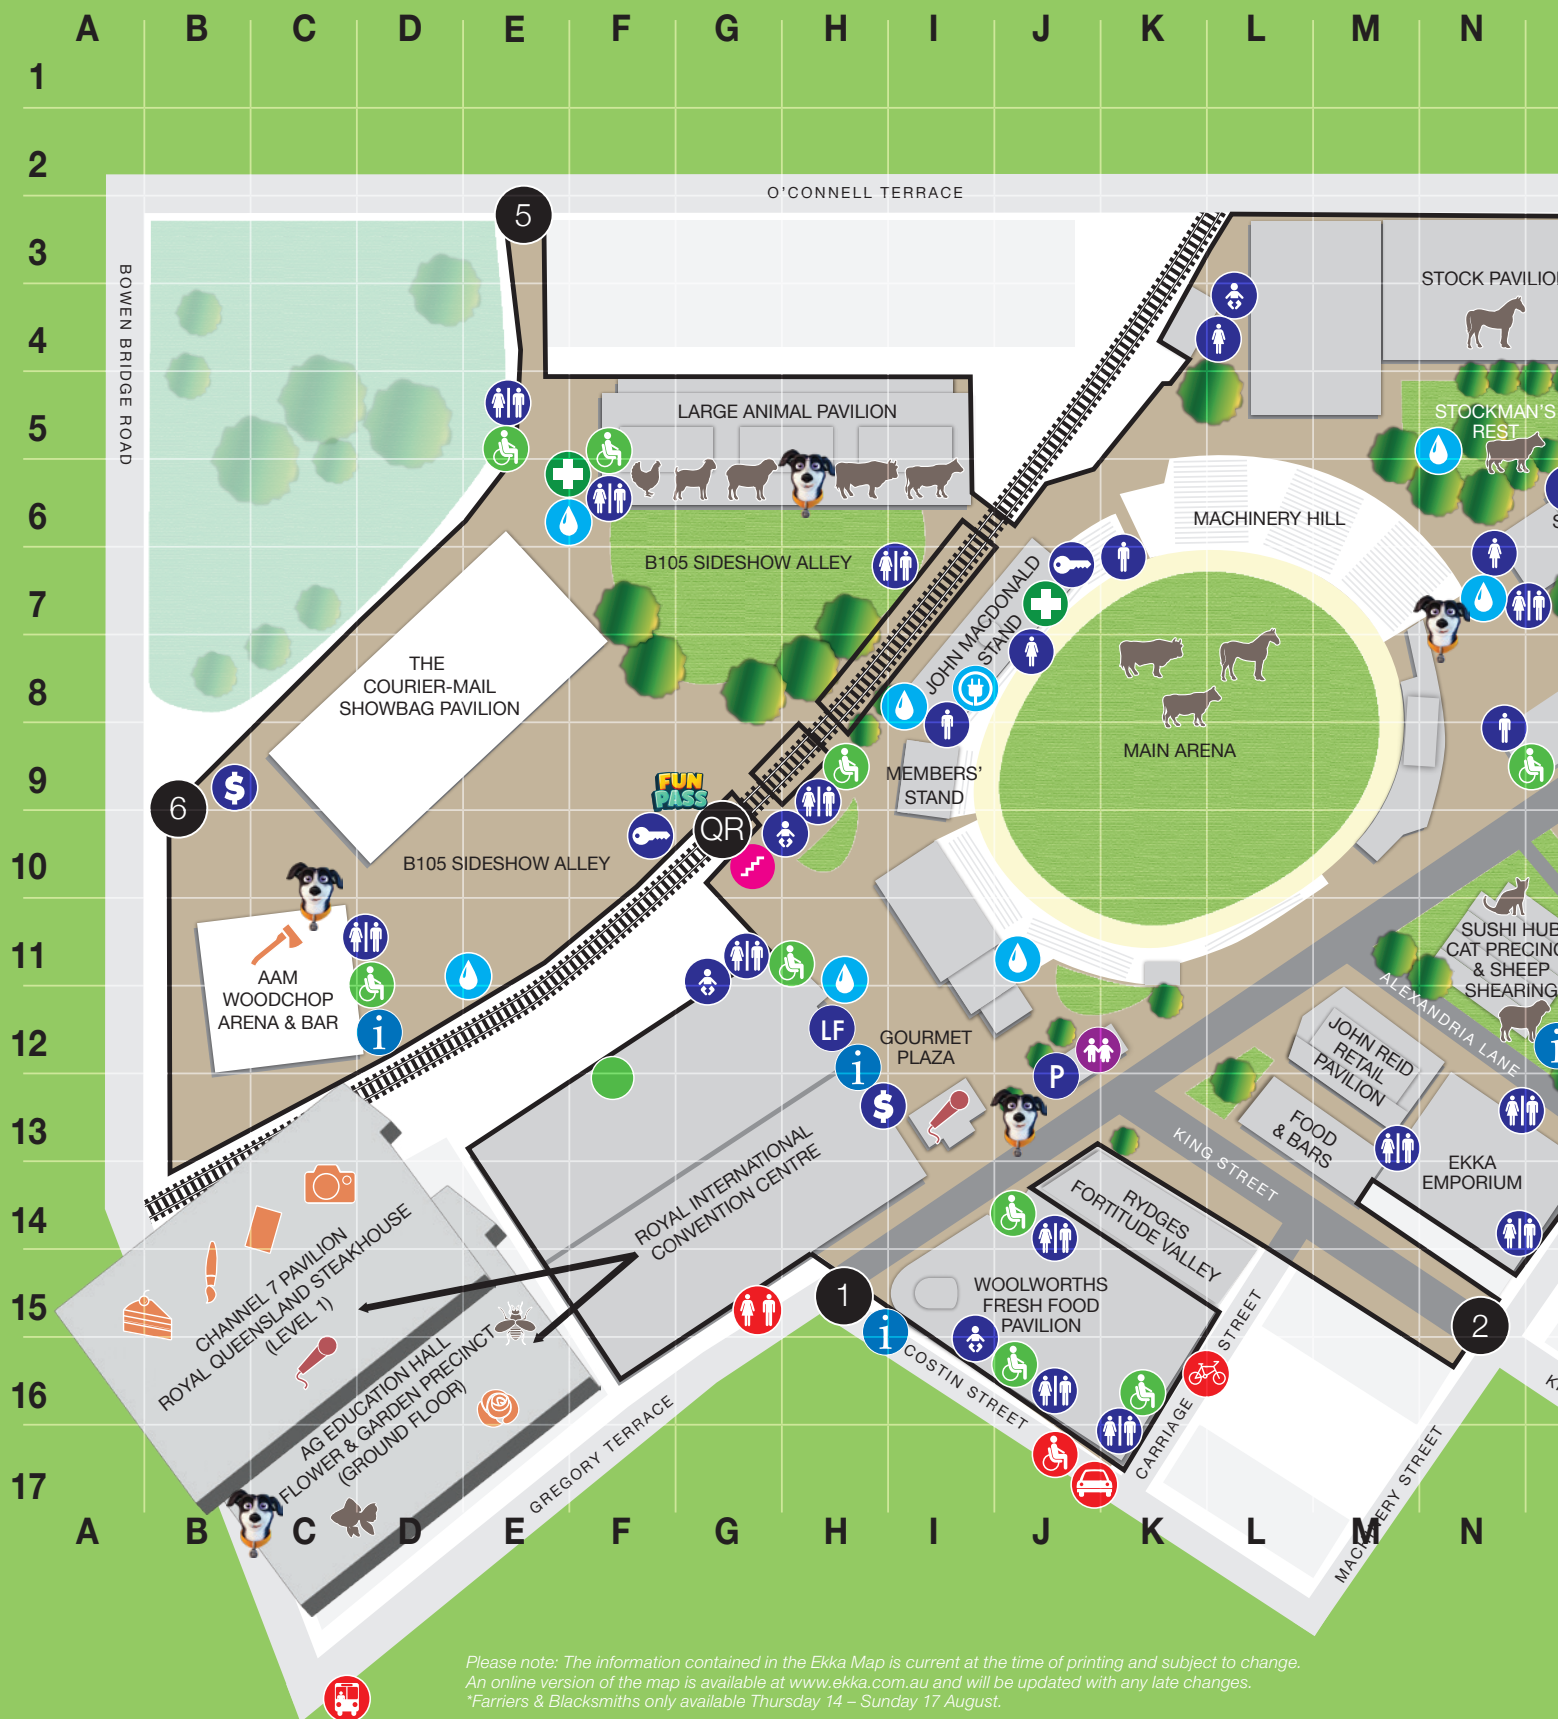 A B C D E F G H I J K L M N
1
2
O'CONNELL TERRACE
5
3
BOWEN BRIDGE ROAD
STOCK
4
LARGE ANIMAL PAVILION
5
STOCKMAN'S
REST
6
MACHINERY HILL
B105 SIDESHOW ALLEY
7
JOHN MACDONALD
STAND
THE
COURIER-MAIL
SHOWBAG PAVILION
8
MAIN ARENA
MEMBERS'
STAND
9
FUN
PASS
$
6
QR
10
B105 SIDESHOW ALLEY
SUSHI HUB
CAT
& SHEEP
SHEARING
11
AAM
WOODCHOP
ARENA & BAR
i
ALEXANDRIA LANE
12
LF
i
$
GOURMET
PLAZA
P
i
JOHN REID
RETAIL
PAVILION
13
FOOD
& BARS
KING STREET
EKKA
EMPORIUM
ROYAL INTERNATIONAL
CONVENTION CENTRE
14
RYDGES
FORTITUDE VALLEY
CHANNEL 7 PAVILION
ROYAL QUEENSLAND STEAKHOUSE
(LEVEL 1)
15
1
i
WOOLWORTHS
FRESH FOOD
PAVILION
2
16
AG EDUCATION HALL
FLOWER & GARDEN PRECINCT
(GROUND FLOOR)
COSTIN STREET
CARRIAGE STREET
17
GREGORY TERRACE
MACHINERY STREET
A B C D E F G H I J K L M N
Please note: The information contained in the Ekka Map is current at the time of printing and subject to change.
An online version of the map is available at www.ekka.com.au and will be updated with any late changes.
*Farriers & Blacksmiths only available Thursday 14 – Sunday 17 August.